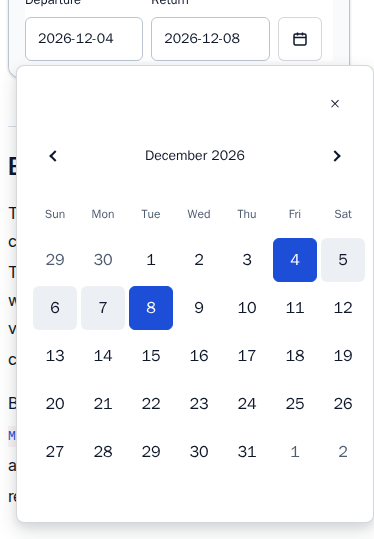 Departure Return
2026-12-04 2026-12-08
×
December 2026
Sun Mon Tue Wed Thu Fri Sat
29 30 1 2 3 4 5
6 7 8 9 10 11 12
13 14 15 16 17 18 19
20 21 22 23 24 25 26
27 28 29 30 31 1 2